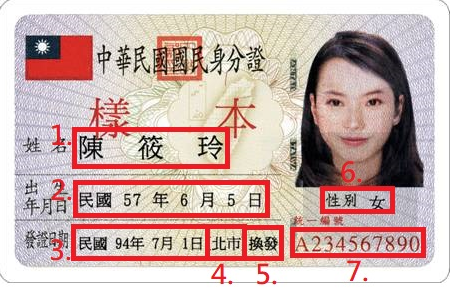 中華民國國民身分證
樣本
1. 姓名 陳筱玲
2. 出生年月日 民國 57 年 6 月 5 日
6. 性別 女
3. 發證日期 民國 94年 7月 1日 北市 換發
統一編號
A234567890
4. 5. 7.